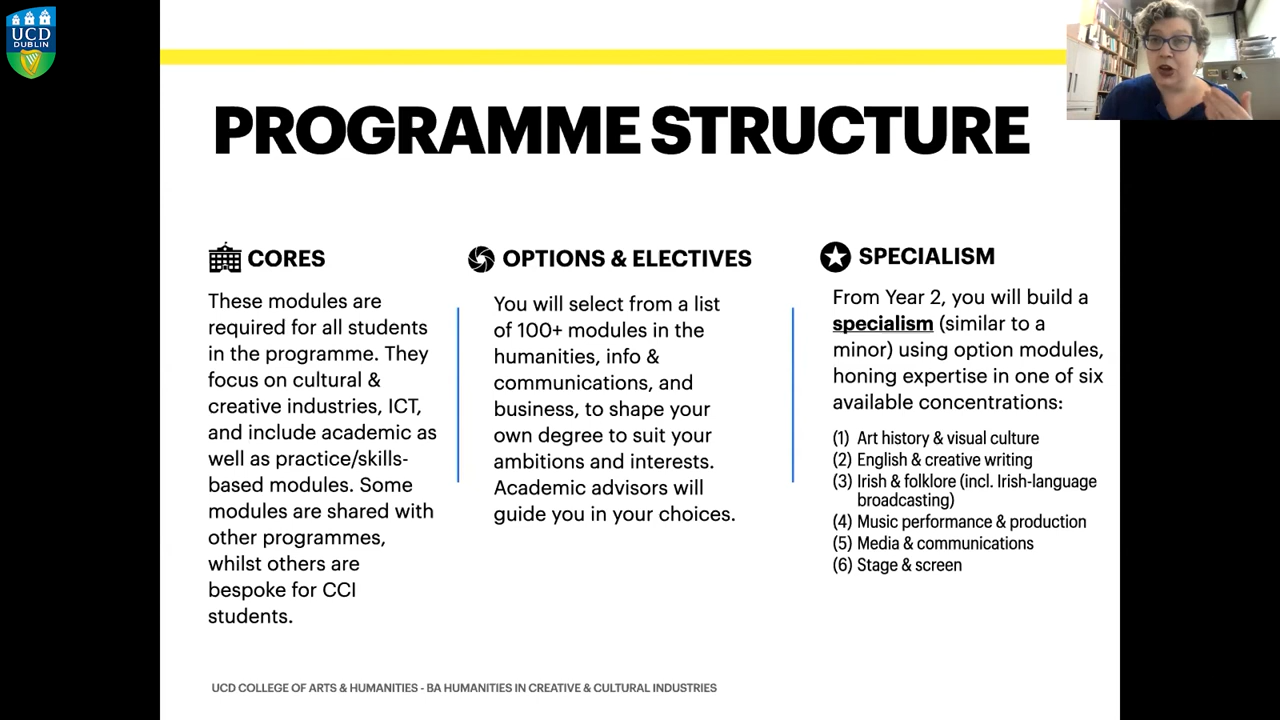 UCD
DUBLIN
PROGRAMME STRUCTURE
CORES
These modules are
required for all students
in the programme. They
focus on cultural &
creative industries, ICT,
and include academic as
well as practice/skills-
based modules. Some
modules are shared with
other programmes,
whilst others are
bespoke for CCI
students.
OPTIONS & ELECTIVES
You will select from a list
of 100+ modules in the
humanities, info &
communications, and
business, to shape your
own degree to suit your
ambitions and interests.
Academic advisors will
guide you in your choices.
SPECIALISM
From Year 2, you will build a
specialism (similar to a
minor) using option modules,
honing expertise in one of six
available concentrations:
(1) Art history & visual culture
(2) English & creative writing
(3) Irish & folklore (incl. Irish-language
broadcasting)
(4) Music performance & production
(5) Media & communications
(6) Stage & screen
UCD COLLEGE OF ARTS & HUMANITIES - BA HUMANITIES IN CREATIVE & CULTURAL INDUSTRIES